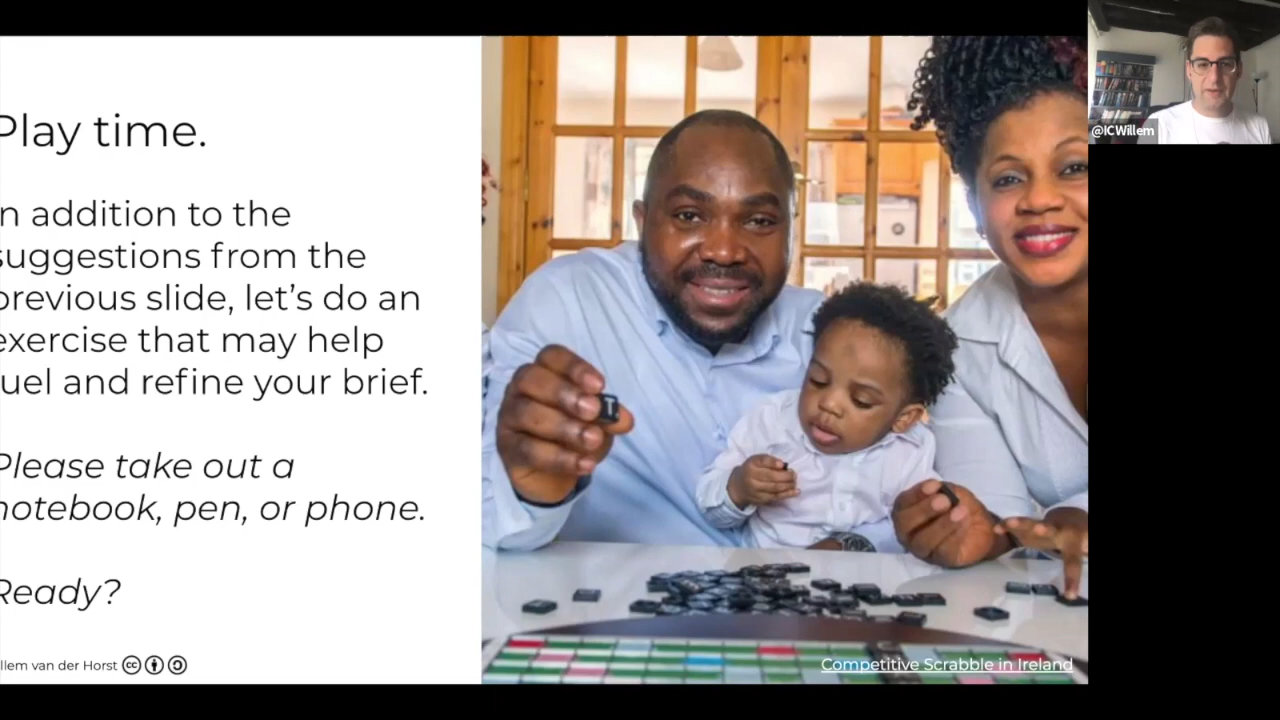 Play time.
n addition to the
suggestions from the
previous slide, let's do an
exercise that may help
uel and refine your brief.
Please take out a
notebook, pen, or phone.
Ready?
llem van der Horst
cc
Competitive Scrabble in Ireland
@ICWillem
T